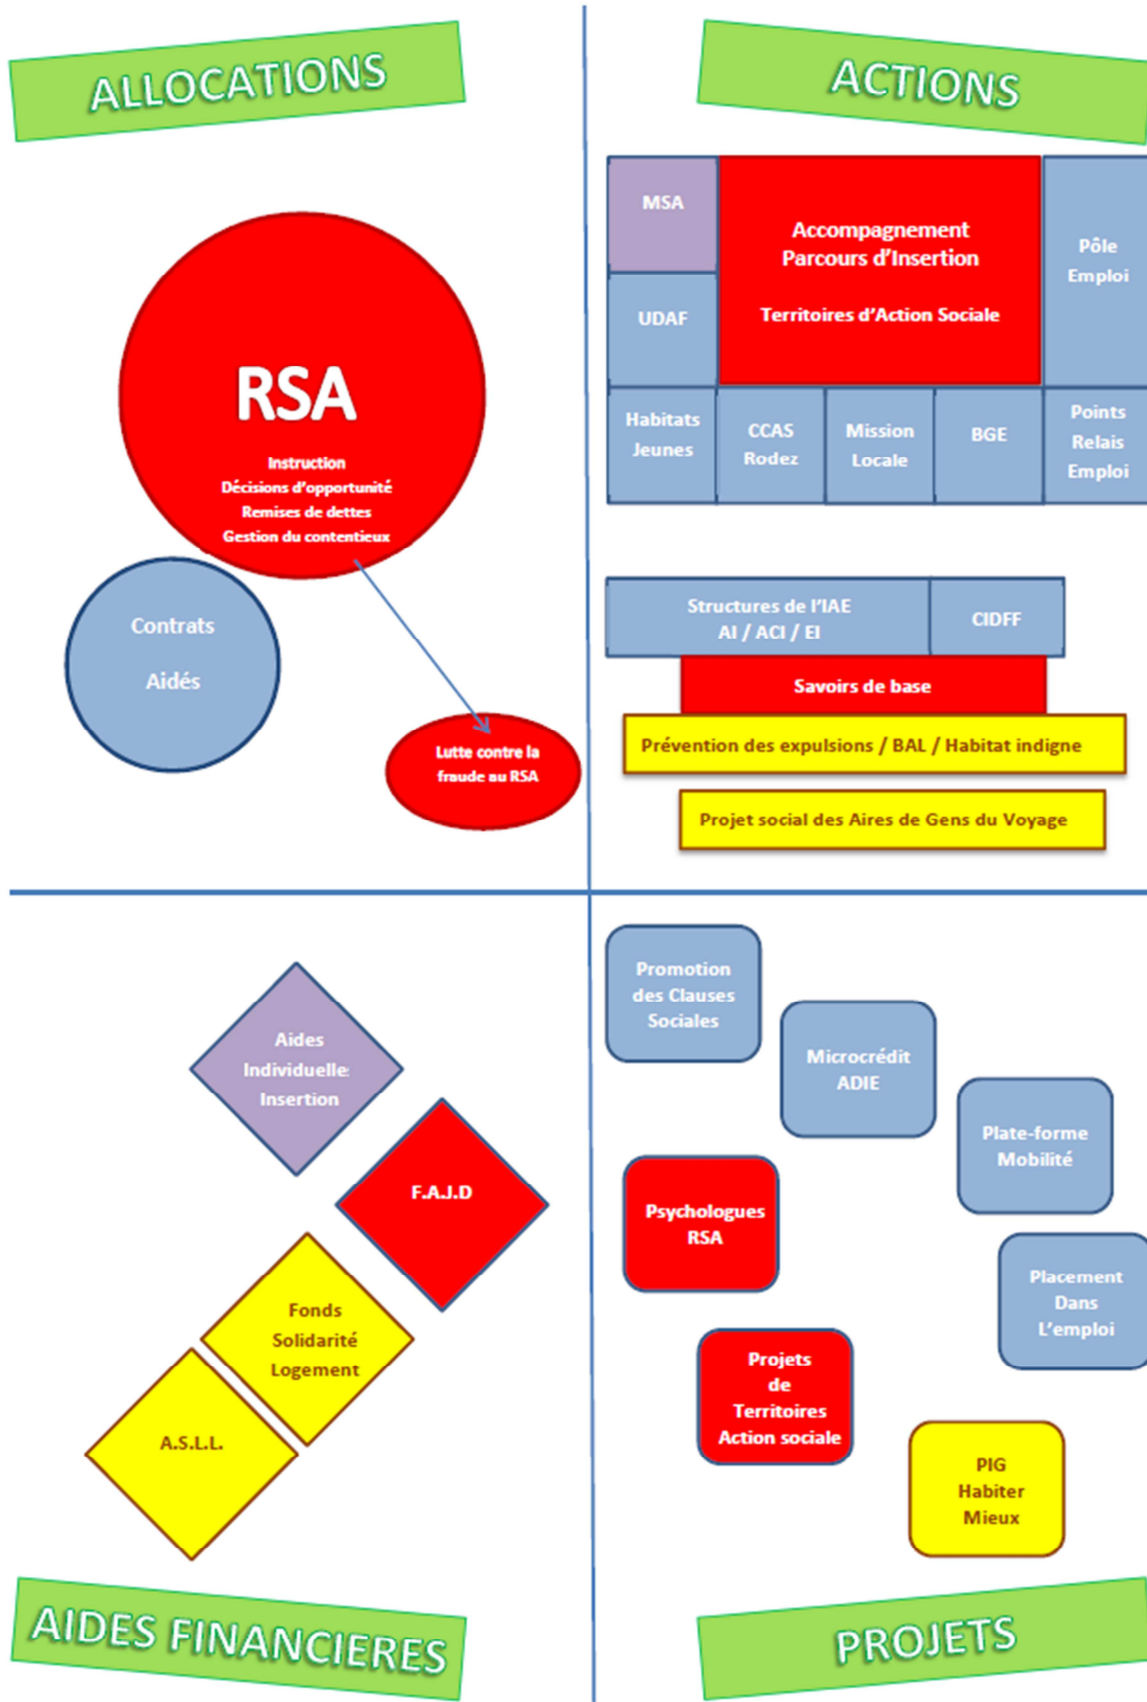 ALLOCATIONS
RSA
Instruction
Décisions d'opportunité
Remises de dettes
Gestion du contentieux
Contrats
Aidés
Lutte contre la
fraude au RSA
ACTIONS
MSA
Accompagnement
Parcours d'Insertion
Territoires d'Action Sociale
Pôle
Emploi
UDAF
Habitats
Jeunes
CCAS
Rodez
Mission
Locale
BGE
Points
Relais
Emploi
Structures de l'IAE
AI / ACI / EI
CIDFF
Savoirs de base
Prévention des expulsions / BAL / Habitat indigne
Projet social des Aires de Gens du Voyage
Aides
Individuelle
Insertion
F.A.J.D
Fonds
Solidarité
Logement
A.S.L.L.
AIDES FINANCIERES
Promotion
des Clauses
Sociales
Microcrédit
ADIE
Plate-forme
Mobilité
Psychologues
RSA
Placement
Dans
L'emploi
Projets
de
Territoires
Action sociale
PIG
Habiter
Mieux
PROJETS